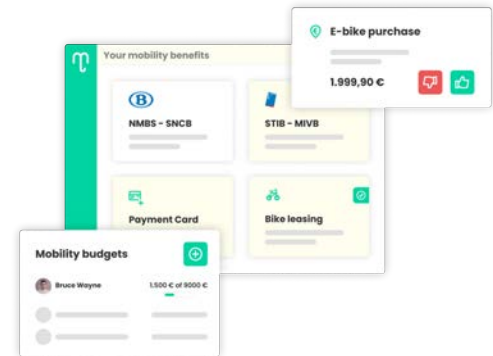 E-bike purchase
1.999,90 €
Your mobility benefits
B
NMBS - SNCB
STIB - MIVB
Payment Card
Bike leasing
Mobility budgets
Bruce Wayne
1.500 € of 9000 €